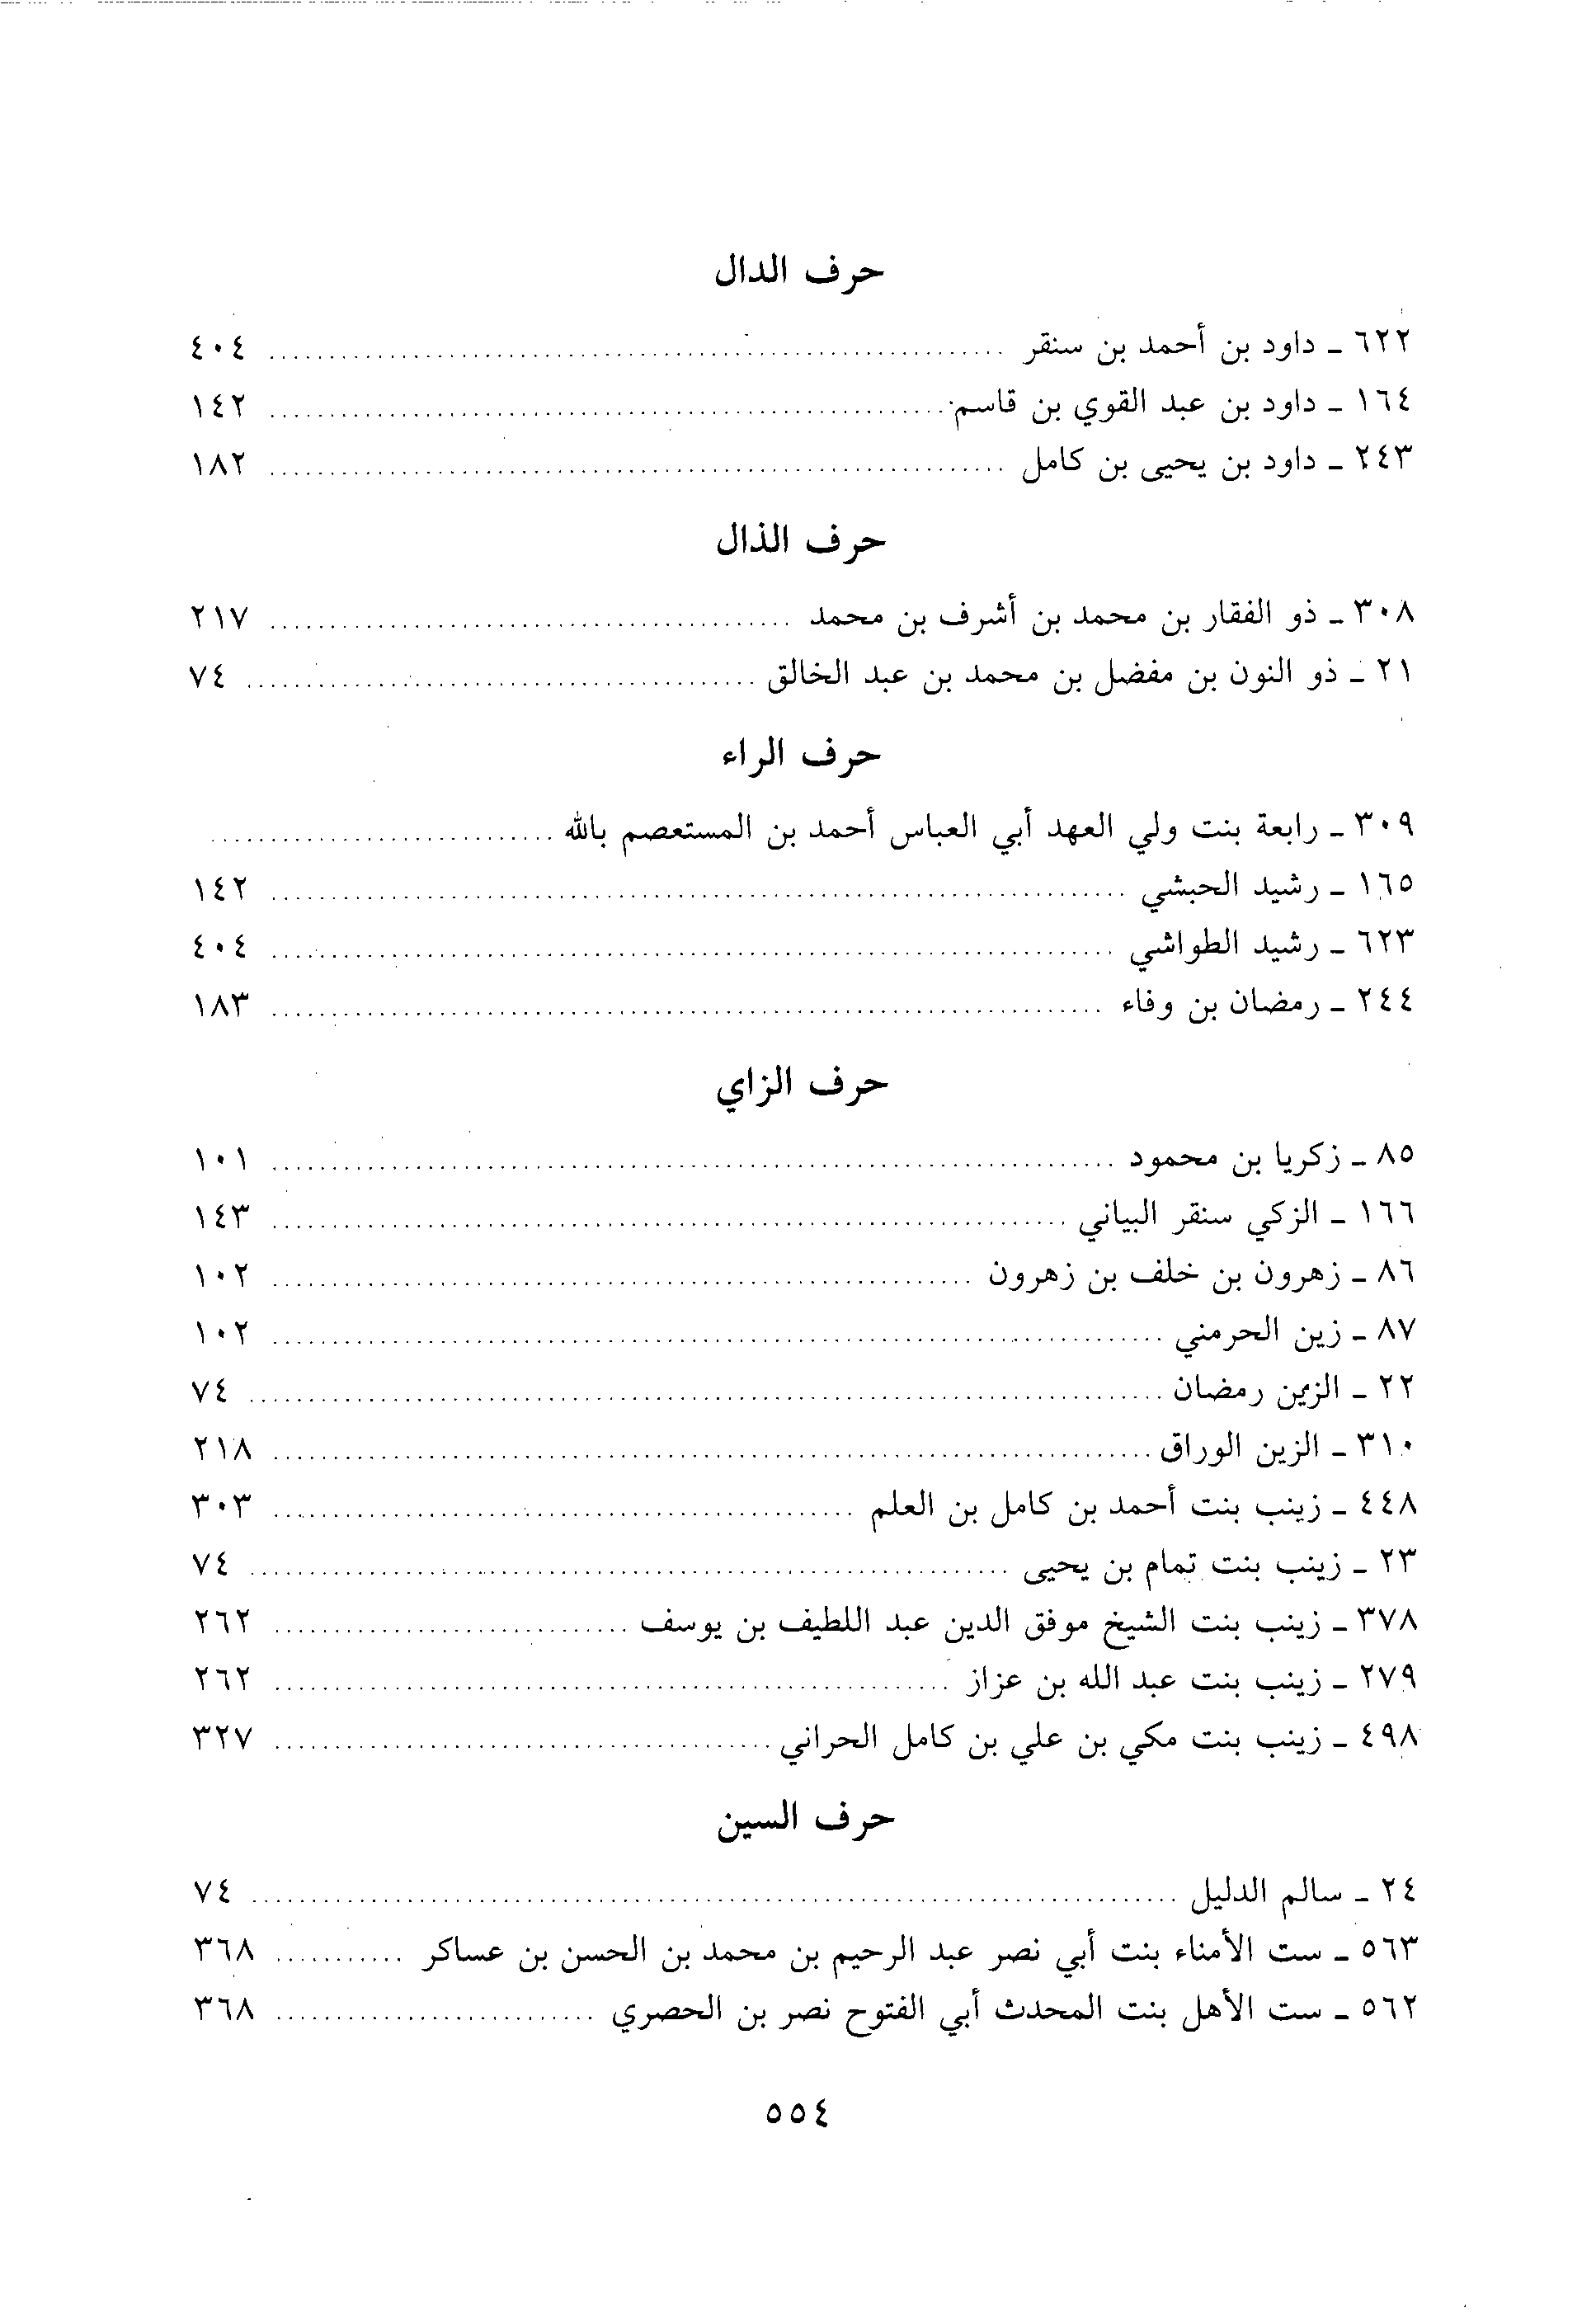 حرف الدال
٦٢٢ ـ داود بن أحمد بن سنقر ........................ ٤٠٤
١٦٤ ـ داود بن عبد القوي بن قاسم ........................ ١٤٢
٢٤٣ ـ داود بن يحيى بن كامل ........................ ١٨٢
حرف الذال
٣٠٨ ـ ذو الفقار بن محمد بن أشرف بن محمد ........................ ٢١٧
٢١ ـ ذو النون بن مفضل بن محمد بن عبد الخالق ........................ ٧٤
حرف الراء
٣٠٩ ـ رابعة بنت ولي العهد أبي العباس أحمد بن المستعصم بالله ........................
١٦٥ ـ رشيد الحبشي ........................ ١٤٢
٦٢٣ ـ رشيد الطواشي ........................ ٤٠٤
٢٤٤ ـ رمضان بن وفاء ........................ ١٨٣
حرف الزاي
٨٥ ـ زكريا بن محمود ........................ ١٠١
١٦٦ ـ الزكي سنقر البياني ........................ ١٤٣
٨٦ ـ زهرون بن خلف بن زهرون ........................ ١٠٢
٨٧ ـ زين الحرمني ........................ ١٠٢
٢٢ ـ الزين رمضان ........................ ٧٤
٣١٠ ـ الزين الوراق ........................ ٢١٨
٤٤٨ ـ زينب بنت أحمد بن كامل بن العلم ........................ ٣٠٣
٢٣ ـ زينب بنت تمام بن يحيى ........................ ٧٤
٣٧٨ ـ زينب بنت الشيخ موفق الدين عبد اللطيف بن يوسف ........................ ٢٦٢
٢٧٩ ـ زينب بنت عبد الله بن عزاز ........................ ٢٦٢
٤٩٨ ـ زينب بنت مكي بن علي بن كامل الحراني ........................ ٣٢٧
حرف السين
٢٤ ـ سالم الدليل ........................ ٧٤
٥٦٣ ـ ست الأمناء بنت أبي نصر عبد الرحيم بن محمد بن الحسن بن عساكر ........... ٣٦٨
٥٦٢ ـ ست الأهل بنت المحدث أبي الفتوح نصر بن الحصري ........................ ٣٦٨
٥٥٤